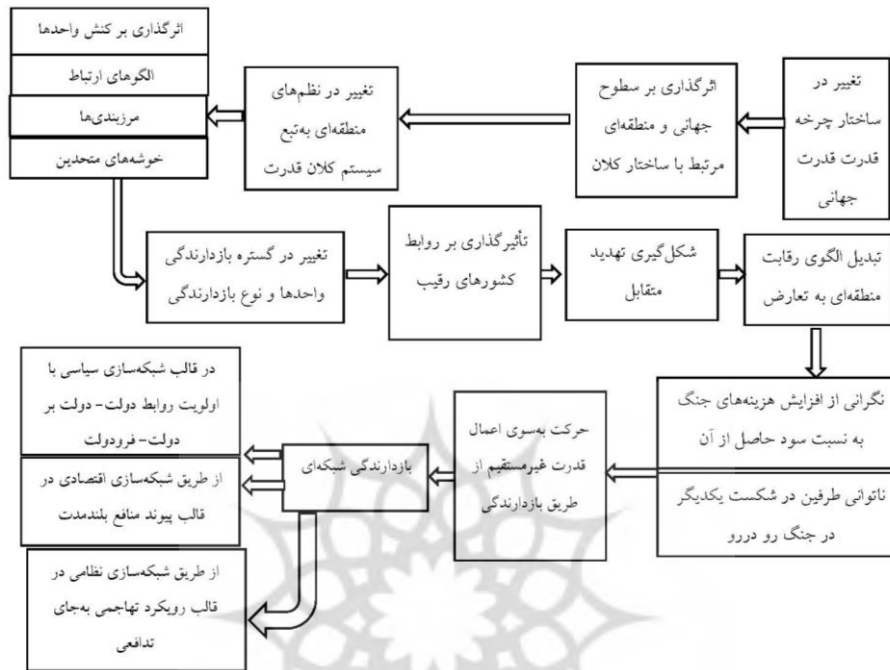 تغییر در
ساختار چرخه
قدرت قدرت
جهانی
اثرگذاری بر سطوح
جهانی و منطقه‌ای
مرتبط با ساختار کلان
تغییر در نظم‌های
منطقه‌ای به‌تبع
سیستم کلان قدرت
اثرگذاری بر کنش واحدها
الگوهای ارتباط
مرزبندی‌ها
خوشه‌های متحدین
تغییر در گستره بازدارندگی
واحدها و نوع بازدارندگی
تأثیرگذاری بر روابط
کشورهای رقیب
شکل‌گیری تهدید
متقابل
تبدیل الگوی رقابت
منطقه‌ای به تعارض
نگرانی از افزایش هزینه‌های جنگ
به نسبت سود حاصل از آن
ناتوانی طرفین در شکست یکدیگر
در جنگ رو دررو
حرکت به‌سوی اعمال
قدرت غیرمستقیم از
طریق بازدارندگی
بازدارندگی شبکه‌ای
در قالب شبکه‌سازی سیاسی با
اولویت روابط دولت- دولت بر
دولت- فرودولت
از طریق شبکه‌سازی اقتصادی در
قالب پیوند منافع بلندمدت
از طریق شبکه‌سازی نظامی در
قالب رویکرد تهاجمی به‌جای
تدافعی